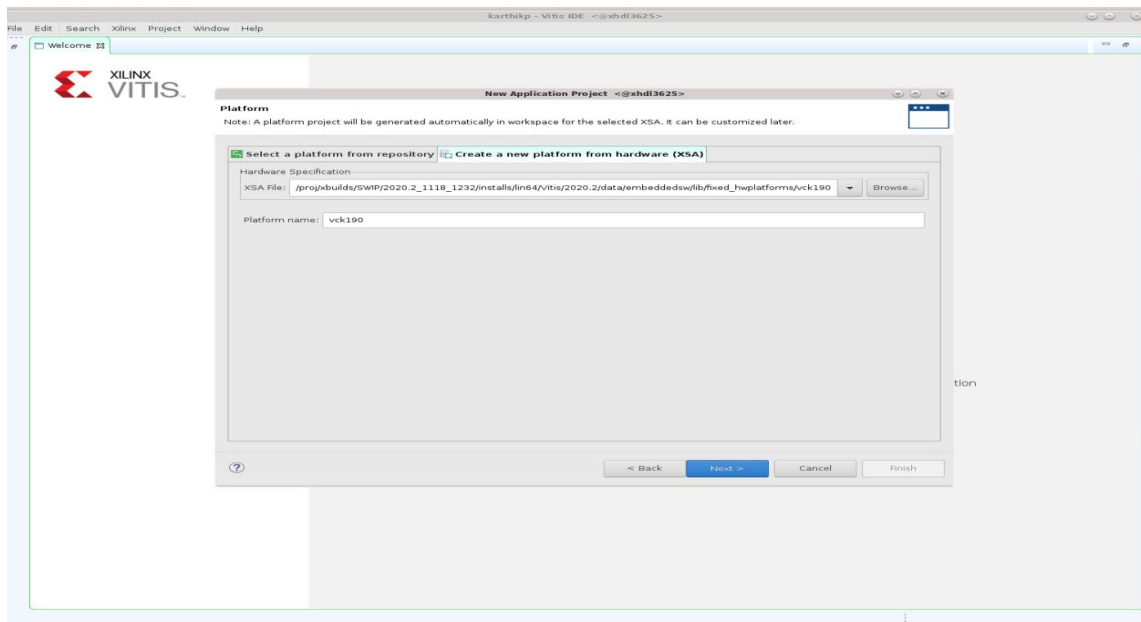 karthikp - Vitis IDE <@xhdl3625>
File Edit Search Xilinx Project Window Help
Welcome
XILINX
VITIS.
New Application Project <@xhdl3625>
Platform
Note: A platform project will be generated automatically in workspace for the selected XSA. It can be customized later.
Select a platform from repository Create a new platform from hardware (XSA)
Hardware Specification
XSA File: /proj/xbuilds/SWIP/2020.2_1118_1232/installs/lin64/Vitis/2020.2/data/embeddedsw/lib/fixed_hwplatforms/vck190 Browse...
Platform name: vck190
tion
? < Back Next > Cancel Finish